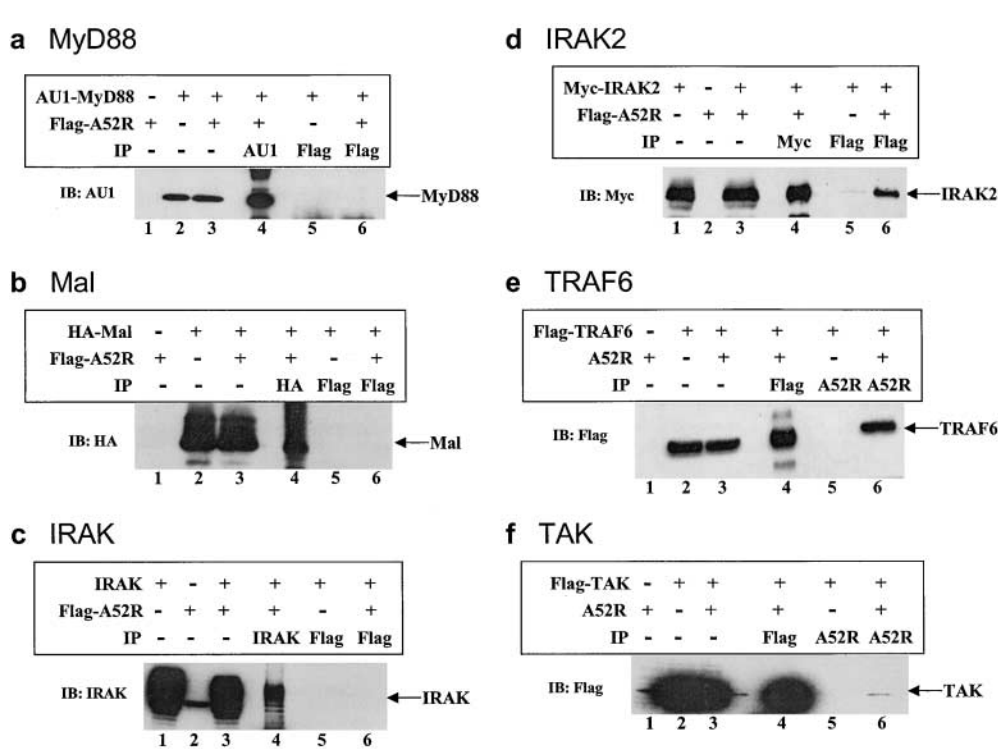 a MyD88
AU1-MyD88 - + + + + +
Flag-A52R + - + + - +
IP - - - AU1 Flag Flag
IB: AU1
MyD88
1 2 3 4 5 6
b Mal
HA-Mal - + + + + +
Flag-A52R + - + + - +
IP - - - HA Flag Flag
IB: HA
Mal
1 2 3 4 5 6
c IRAK
IRAK + - + + + +
Flag-A52R - + + + - +
IP - - - IRAK Flag Flag
IB: IRAK
IRAK
1 2 3 4 5 6
d IRAK2
Myc-IRAK2 + - + + + +
Flag-A52R - + + + - +
IP - - - Myc Flag Flag
IB: Myc
IRAK2
1 2 3 4 5 6
e TRAF6
Flag-TRAF6 - + + + + +
A52R + - + + - +
IP - - - Flag A52R A52R
IB: Flag
TRAF6
1 2 3 4 5 6
f TAK
Flag-TAK - + + + + +
A52R + - + + - +
IP - - - Flag A52R A52R
IB: Flag
TAK
1 2 3 4 5 6